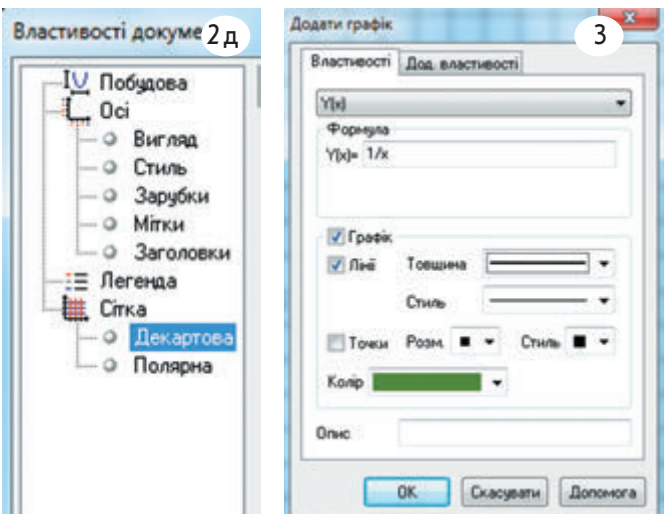 Властивості докуме
2д
Побудова
Осі
Вигляд
Стиль
Зарубки
Мітки
Заголовки
Легенда
Сітка
Декартова
Полярна
Додати графік
3
Властивості Дод. властивості
Y(x)
Формула
Y(x)= 1/x
Графік
Лінії Товщина
Стиль
Точки Розм. Стиль
Колір
Опис
OK Скасувати Допомога